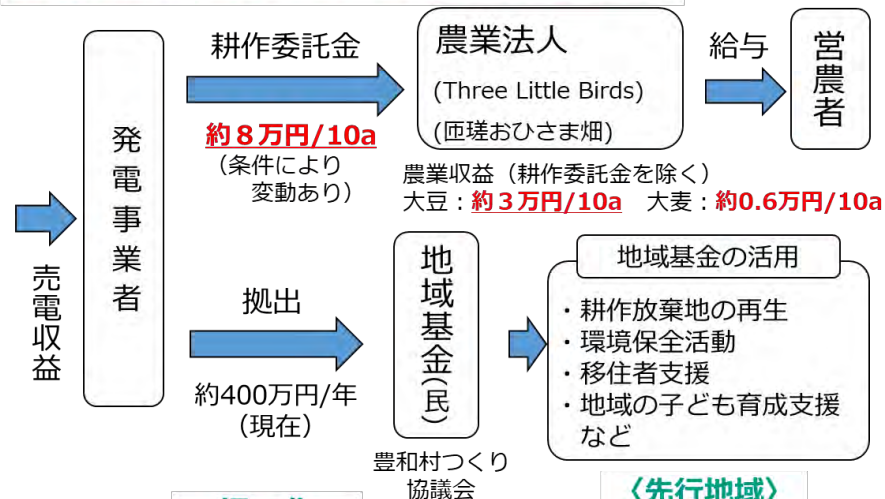 売電収益
発電事業者
耕作委託金
約８万円/10a
（条件により
変動あり）
農業法人
(Three Little Birds)
(匝瑳おひさま畑)
給与
営農者
農業収益（耕作委託金を除く）
大豆：約３万円/10a　大麦：約0.6万円/10a
拠出
約400万円/年
（現在）
地域基金(民)
豊和村つくり
協議会
地域基金の活用
・耕作放棄地の再生
・環境保全活動
・移住者支援
・地域の子ども育成支援
など
〈先行地域〉